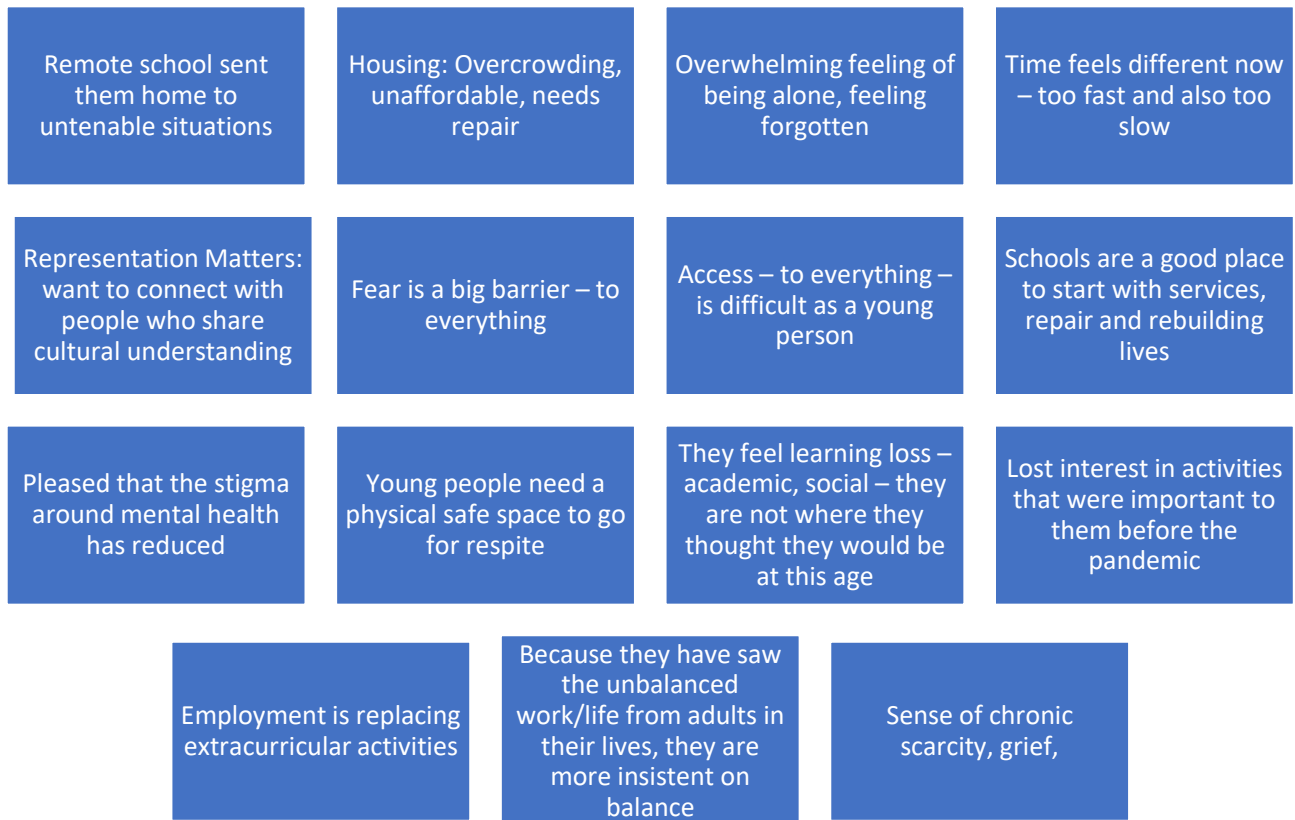 Remote school sent
them home to
untenable situations
Housing: Overcrowding,
unaffordable, needs
repair
Overwhelming feeling of
being alone, feeling
forgotten
Time feels different now
– too fast and also too
slow
Representation Matters:
want to connect with
people who share
cultural understanding
Fear is a big barrier – to
everything
Access – to everything –
is difficult as a young
person
Schools are a good place
to start with services,
repair and rebuilding
lives
Pleased that the stigma
around mental health
has reduced
Young people need a
physical safe space to go
for respite
They feel learning loss –
academic, social – they
are not where they
thought they would be
at this age
Lost interest in activities
that were important to
them before the
pandemic
Employment is replacing
extracurricular activities
Because they have saw
the unbalanced
work/life from adults in
their lives, they are
more insistent on
balance
Sense of chronic
scarcity, grief,